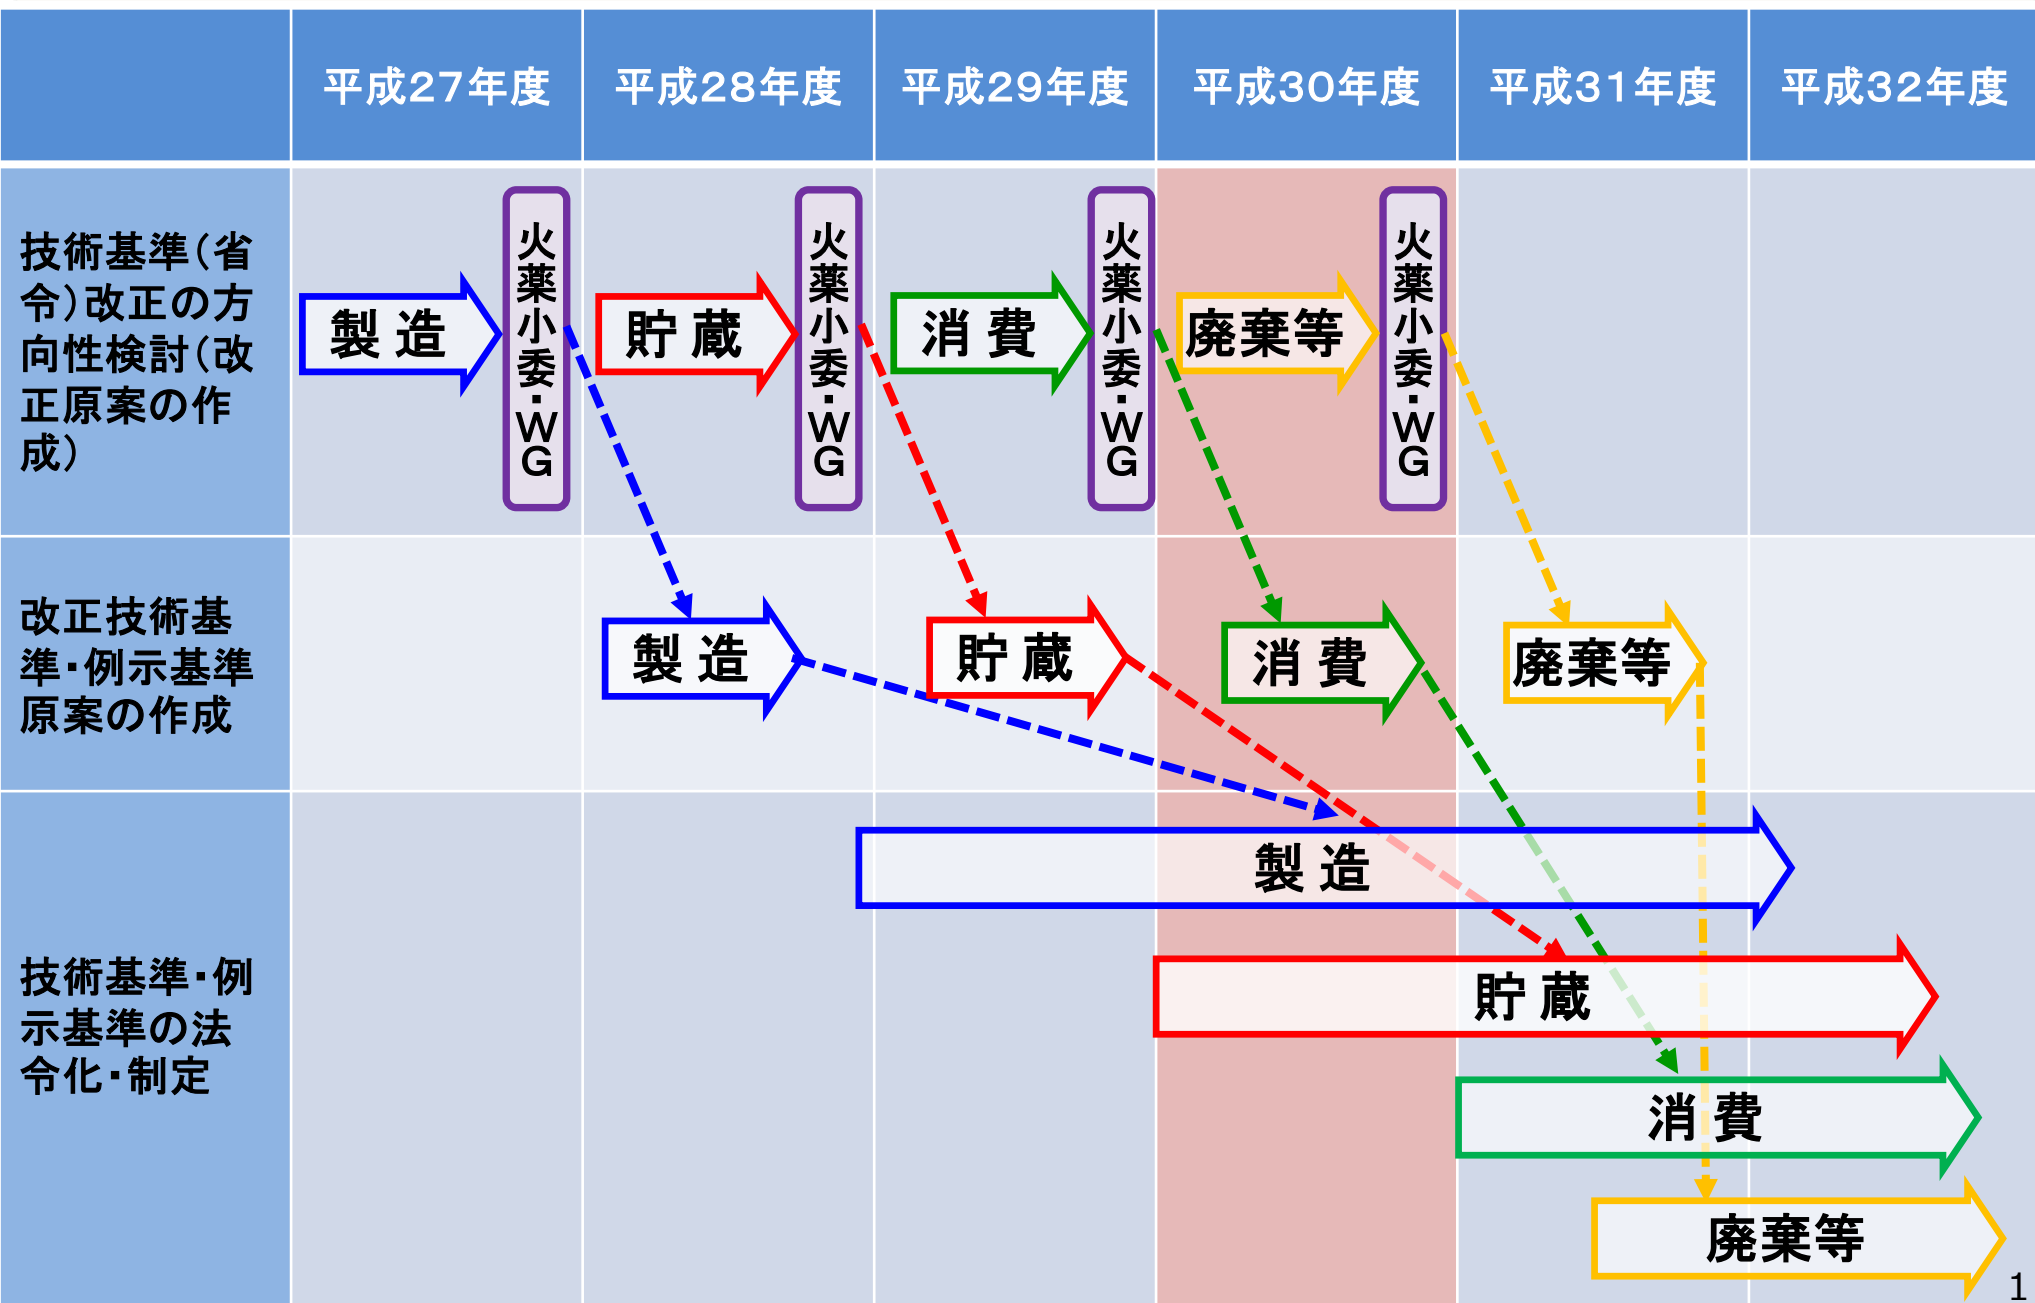 平成27年度
平成28年度
平成29年度
平成30年度
平成31年度
平成32年度
技術基準(省
令)改正の方
向性検討(改
正原案の作
成)
製 造
火薬小委・WG
貯 蔵
火薬小委・WG
消 費
火薬小委・WG
廃棄等
火薬小委・WG
改正技術基
準・例示基準
原案の作成
製 造
貯 蔵
消 費
廃棄等
技術基準・例
示基準の法
令化・制定
製 造
貯 蔵
消 費
廃棄等
1